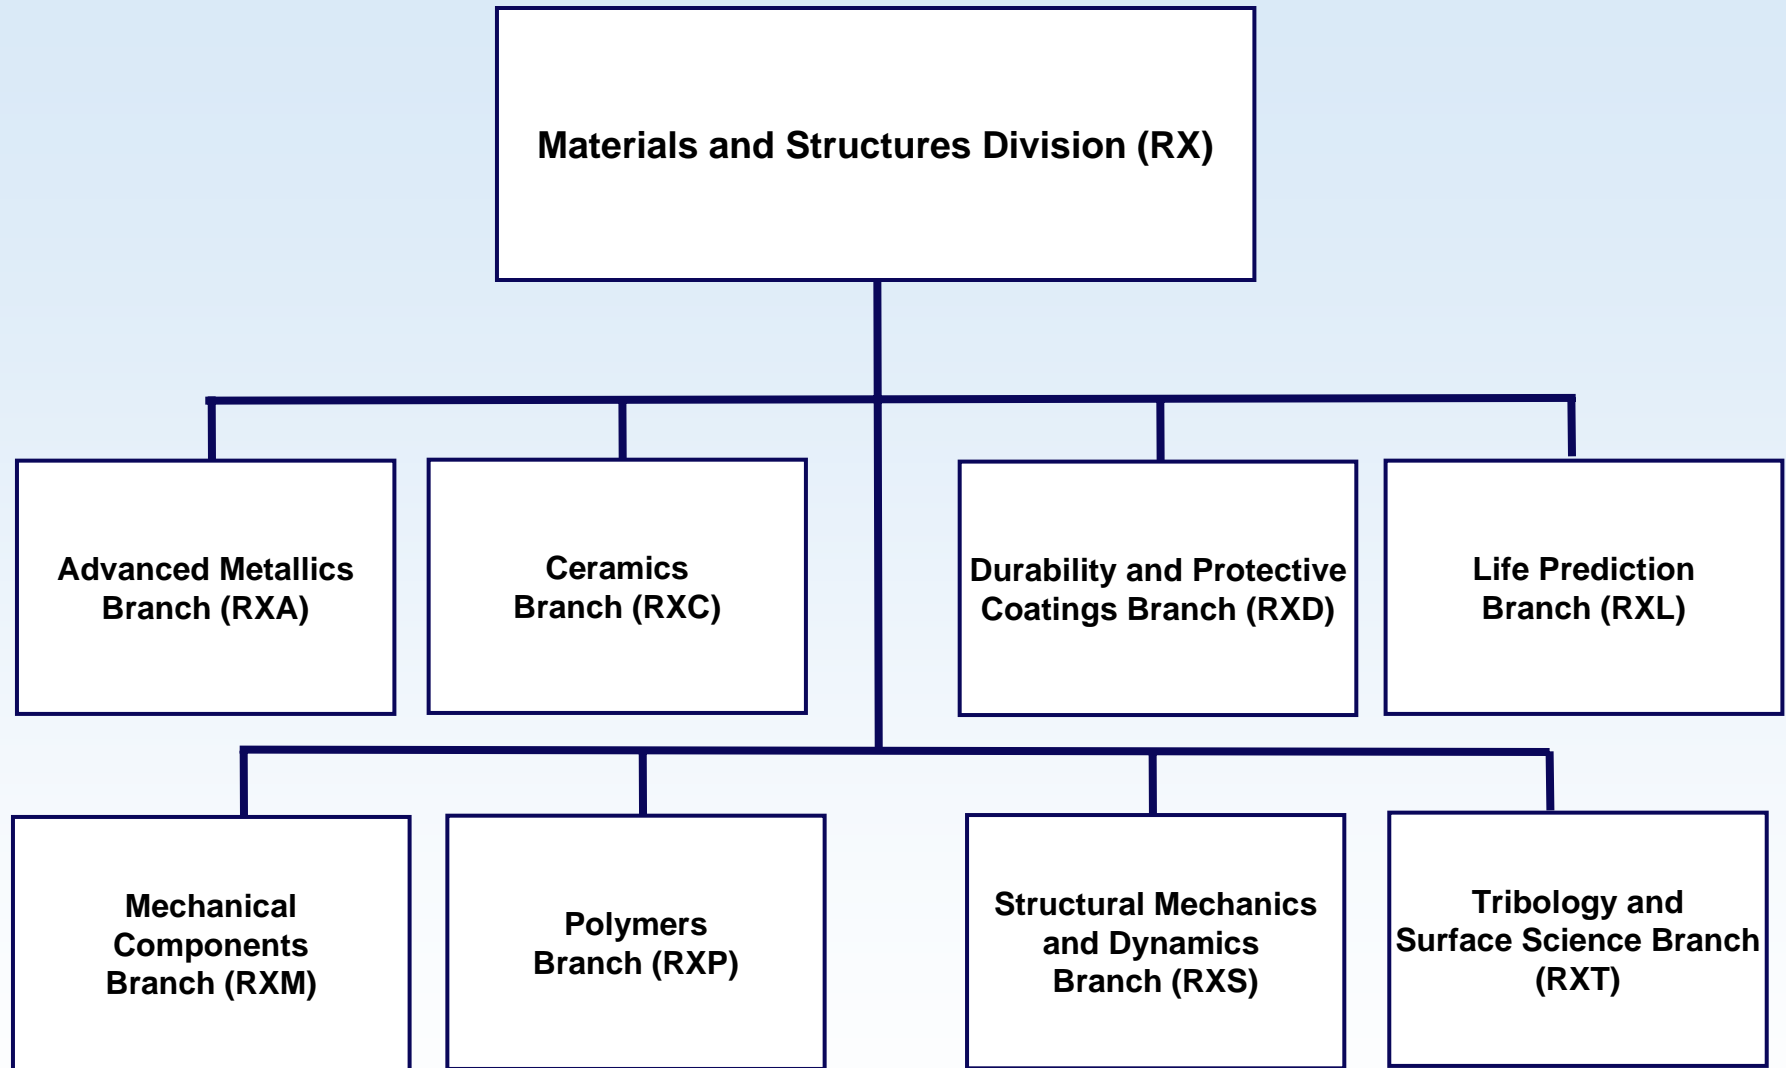 Materials and Structures Division (RX)
Advanced Metallics
Branch (RXA)
Ceramics
Branch (RXC)
Durability and Protective
Coatings Branch (RXD)
Life Prediction
Branch (RXL)
Mechanical
Components
Branch (RXM)
Polymers
Branch (RXP)
Structural Mechanics
and Dynamics
Branch (RXS)
Tribology and
Surface Science Branch
(RXT)